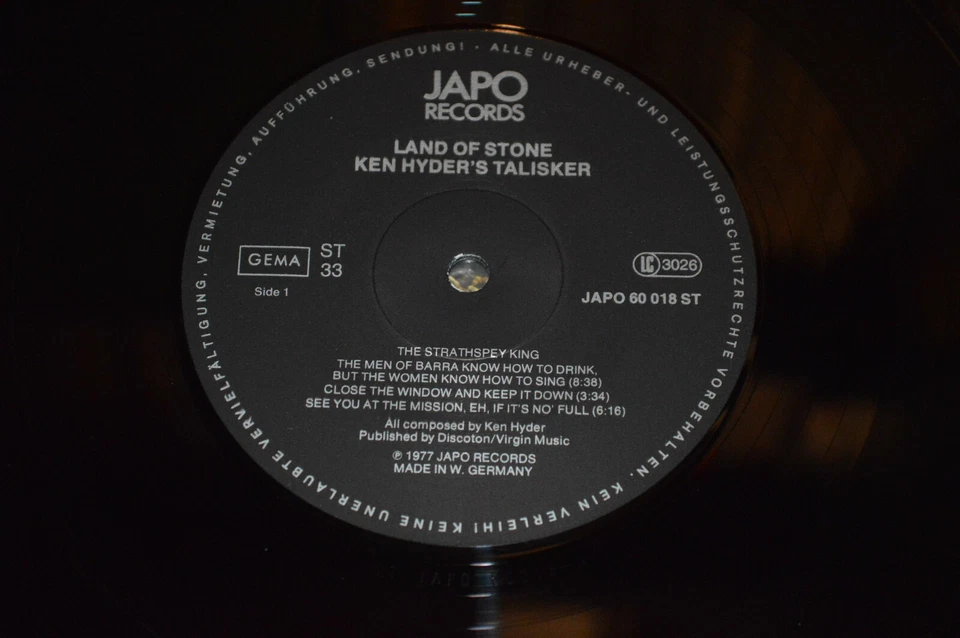 JAPO
RECORDS
LAND OF STONE
KEN HYDER'S TALISKER
GEMA
ST
33
Side 1
LC 3026
JAPO 60 018 ST
THE STRATHSPEY KING
THE MEN OF BARRA KNOW HOW TO DRINK,
BUT THE WOMEN KNOW HOW TO SING (8:38)
CLOSE THE WINDOW AND KEEP IT DOWN (3:34)
SEE YOU AT THE MISSION, EH, IF IT'S NO' FULL (6:16)
All composed by Ken Hyder
Published by Discoton/Virgin Music
℗ 1977 JAPO RECORDS
MADE IN W. GERMANY
ALLE URHEBER- UND LEISTUNGSSCHUTZRECHTE VORBEHALTEN. KEIN VERLEIH! KEINE UNERLAUBTE VERVIELFÄLTIGUNG, VERMIETUNG, AUFFÜHRUNG, SENDUNG! ·